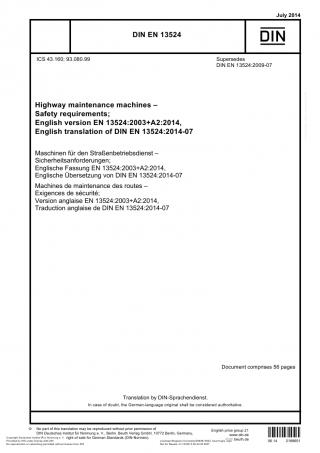 July 2014
DIN EN 13524
DIN
ICS 43.160; 93.080.99
Supersedes
DIN EN 13524:2009-07
Highway maintenance machines –
Safety requirements;
English version EN 13524:2003+A2:2014,
English translation of DIN EN 13524:2014-07
Maschinen für den Straßenbetriebsdienst –
Sicherheitsanforderungen;
Englische Fassung EN 13524:2003+A2:2014,
Englische Übersetzung von DIN EN 13524:2014-07
Machines de maintenance des routes –
Exigences de sécurité;
Version anglaise EN 13524:2003+A2:2014,
Traduction anglaise de DIN EN 13524:2014-07
Document comprises 56 pages
Translation by DIN-Sprachendienst.
In case of doubt, the German-language original shall be considered authoritative.
© No part of this translation may be reproduced without prior permission of
DIN Deutsches Institut für Normung e. V., Berlin. Beuth Verlag GmbH, 10772 Berlin, Germany,
right of sale for German Standards (DIN-Normen).
English price group 21
www.din.de
www.beuth.de